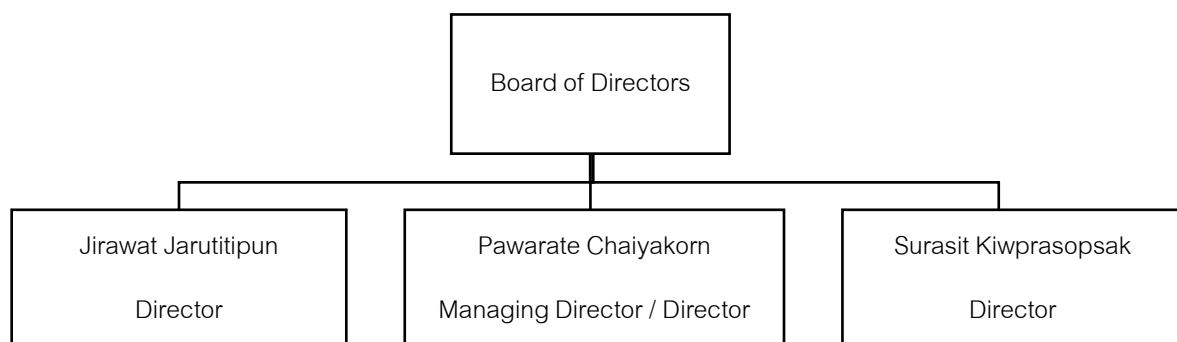 Board of Directors
Jirawat Jarutitipun
Director
Pawarate Chaiyakorn
Managing Director / Director
Surasit Kiwprasopsak
Director